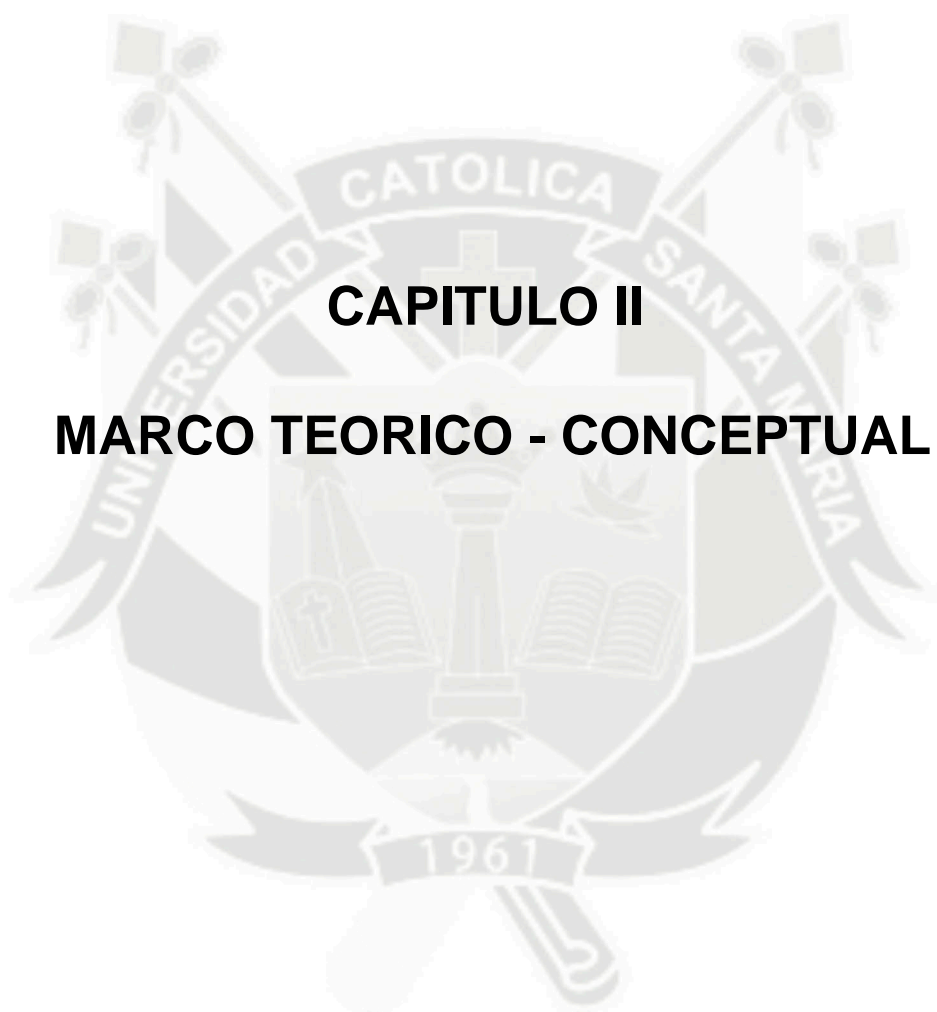 CATOLICA
UNIVERSIDAD
SANTA MARIA
CAPITULO II
MARCO TEORICO - CONCEPTUAL
1961